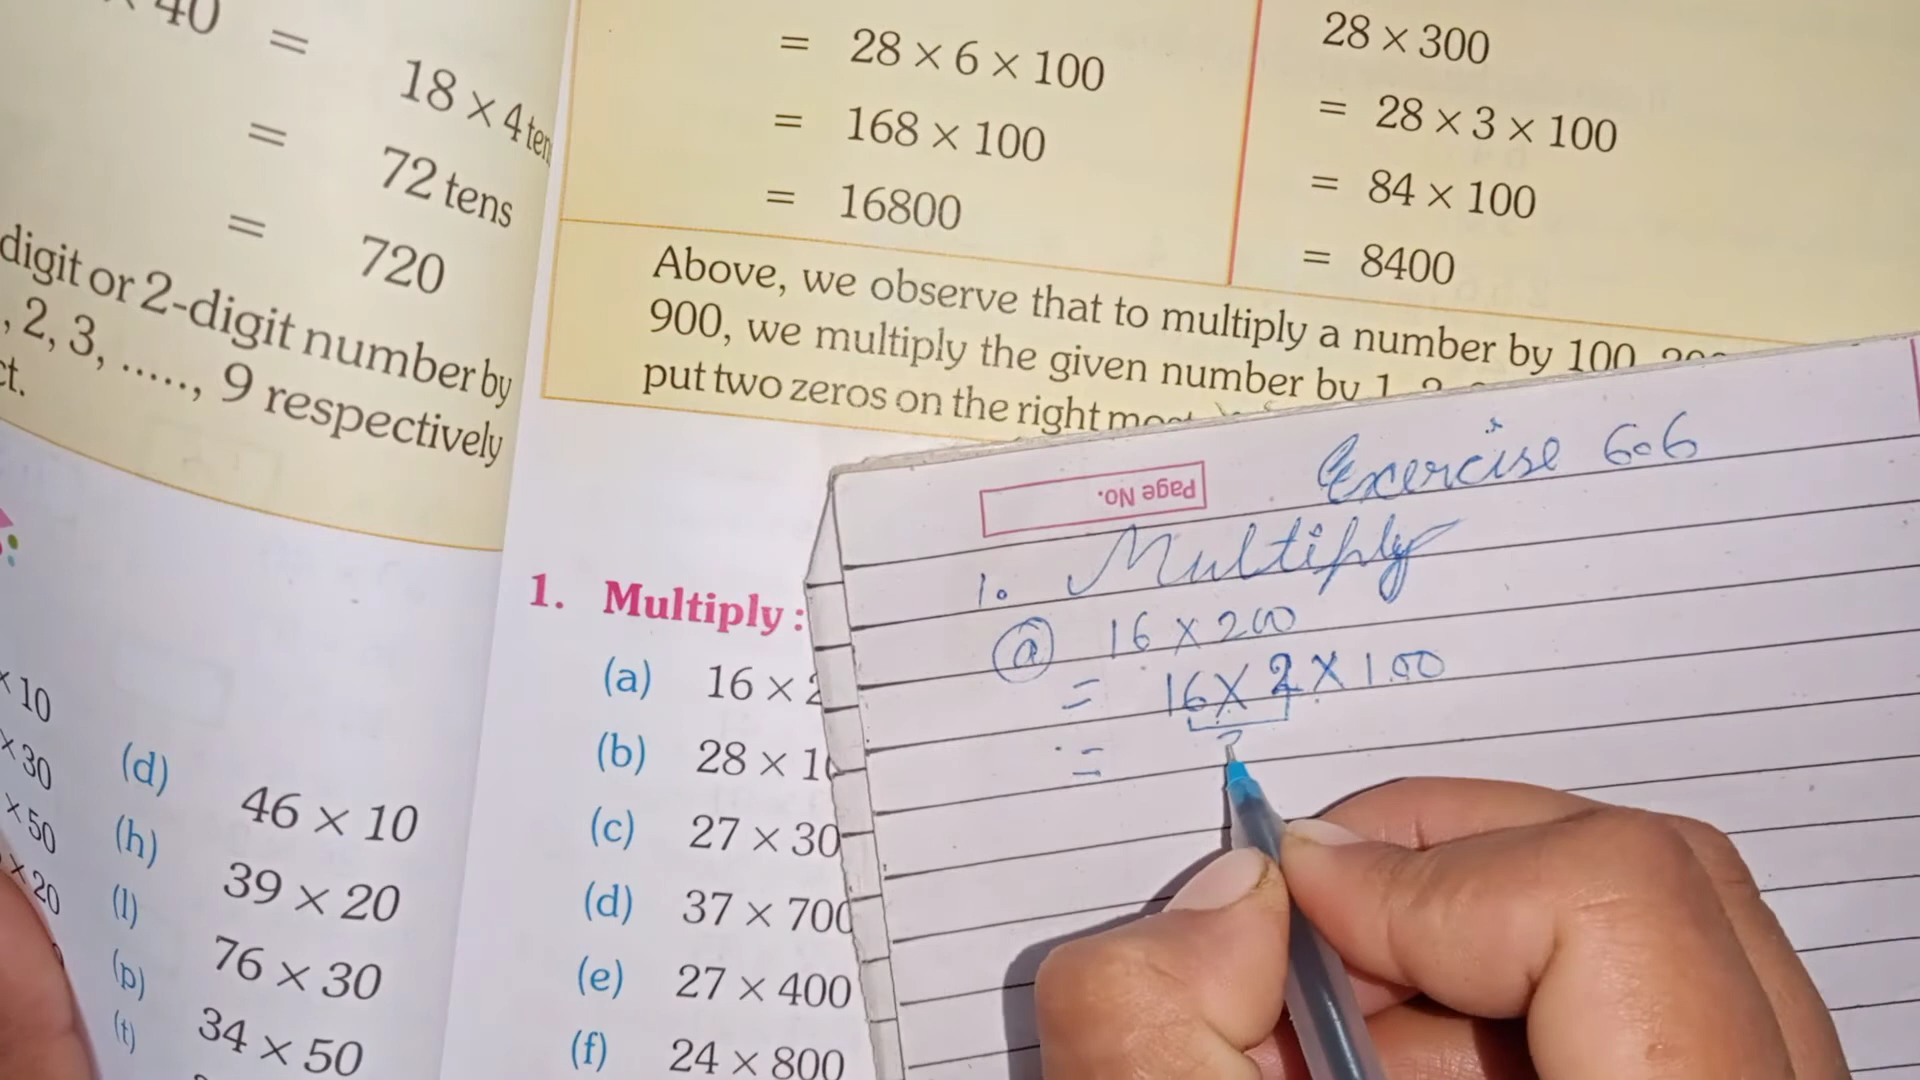 × 40 =
18 × 4 ten
= 72 tens
= 720
digit or 2-digit number by
, 2, 3, ....., 9 respectively
ct.
× 10
× 30
× 50
× 20
(d) 46 × 10
(h) 39 × 20
(l) 76 × 30
(p) 34 × 50
(t)
= 28 × 6 × 100
= 168 × 100
= 16800
28 × 300
= 28 × 3 × 100
= 84 × 100
= 8400
Above, we observe that to multiply a number by 100,
900, we multiply the given number by 1,
put two zeros on the right
1. Multiply :
(a) 16 × 2
(b) 28 × 1
(c) 27 × 30
(d) 37 × 700
(e) 27 × 400
(f) 24 × 800
Page No.
Exercise 6.6
1. Multiply
(a) 16 × 200
= 16 × 2 × 100
=